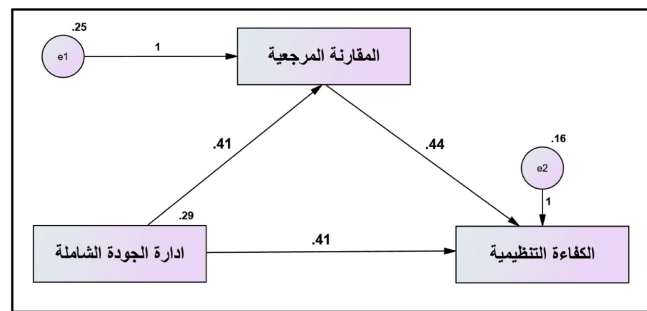 .25
e1
1
المقارنة المرجعية
.41
.44
.16
e2
1
.29
ادارة الجودة الشاملة
.41
الكفاءة التنظيمية